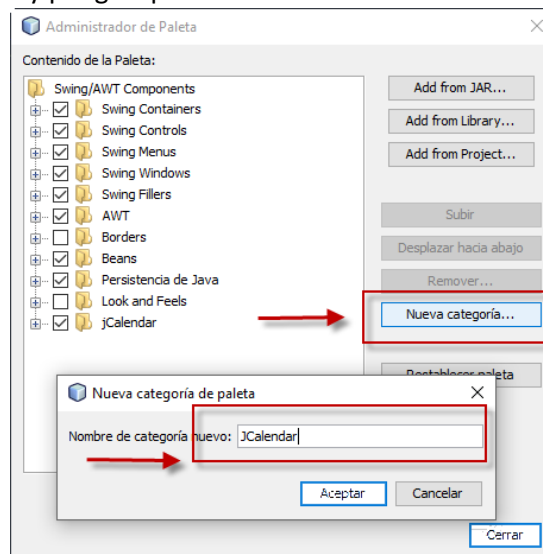 Administrador de Paleta
Contenido de la Paleta:
Swing/AWT Components
Swing Containers
Swing Controls
Swing Menus
Swing Windows
Swing Fillers
AWT
Borders
Beans
Persistencia de Java
Look and Feels
jCalendar
Add from JAR...
Add from Library...
Add from Project...
Subir
Desplazar hacia abajo
Remover...
Nueva categoría...
Restablecer paleta
Nueva categoría de paleta
Nombre de categoría nuevo: JCalendar
Aceptar Cancelar
Cerrar